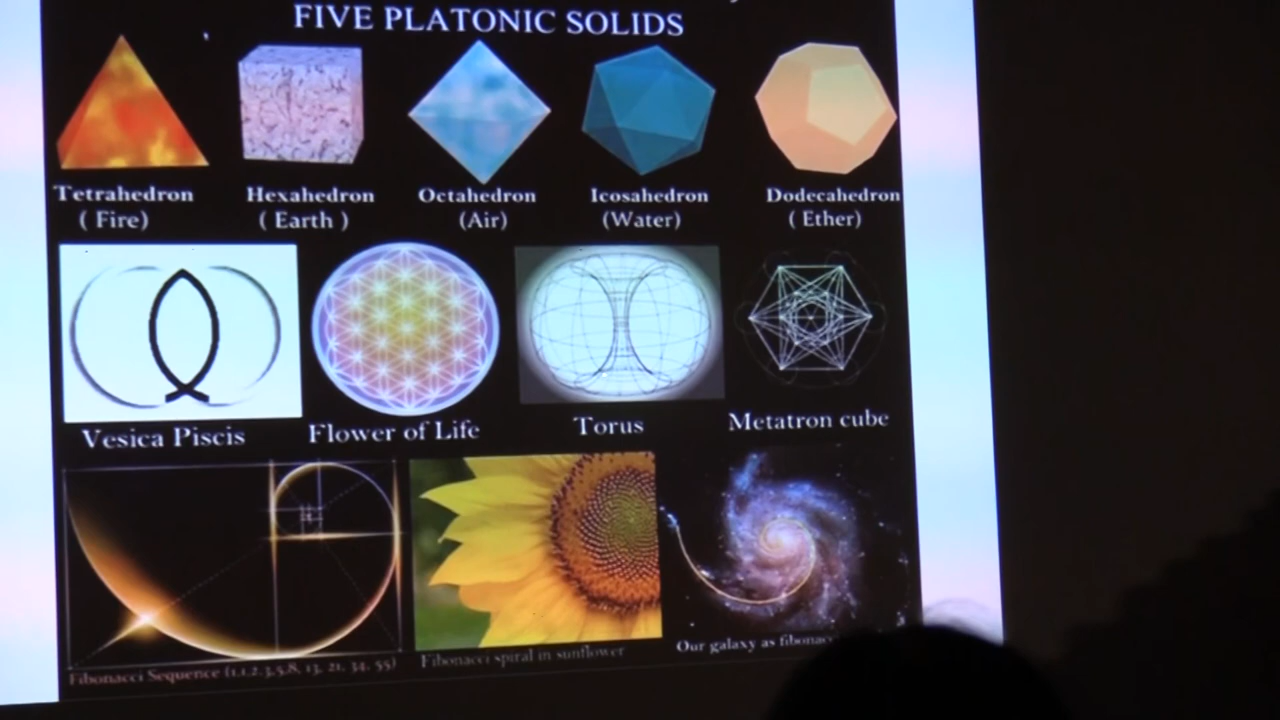 FIVE PLATONIC SOLIDS
Tetrahedron
( Fire)
Hexahedron
( Earth )
Octahedron
(Air)
Icosahedron
(Water)
Dodecahedron
( Ether)
Vesica Piscis
Flower of Life
Torus
Metatron cube
Fibonacci Sequence (1,1,2,3,5,8, 13, 21, 34, 55)
Fibonacci spiral in sunflower
Our galaxy as